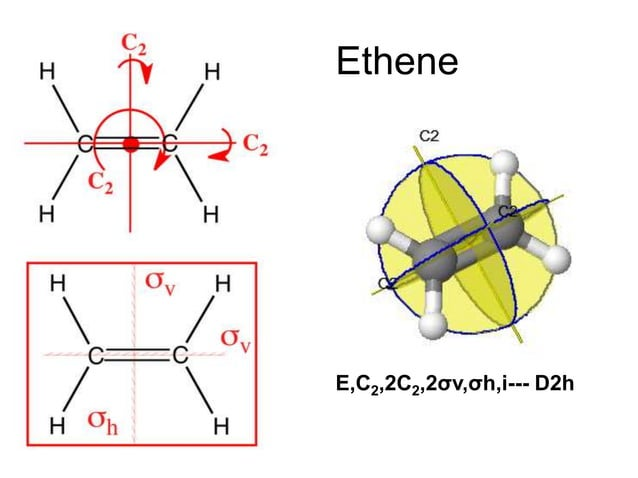 Ethene
C₂
H H
C C C₂
C₂
H H
C2
C2
C2
H σᵥ H
C C σᵥ
H σₕ H
E,C₂,2C₂,2σv,σh,i--- D2h